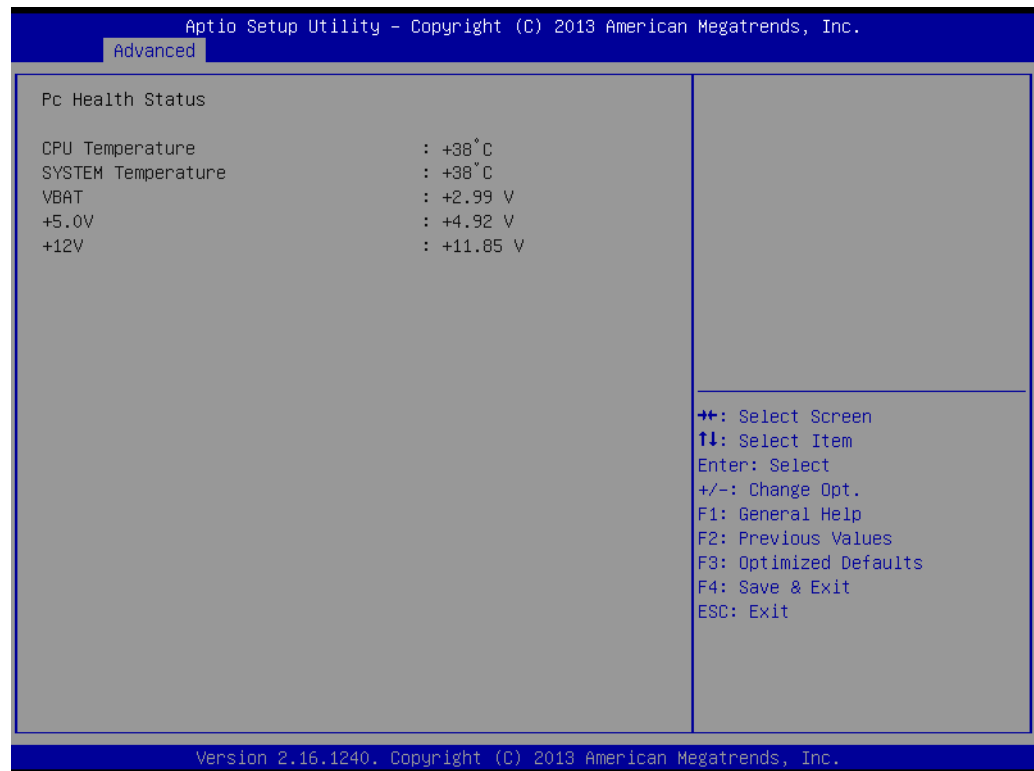 Aptio Setup Utility – Copyright (C) 2013 American Megatrends, Inc.
Advanced
Pc Health Status
CPU Temperature : +38°C
SYSTEM Temperature : +38°C
VBAT : +2.99 V
+5.0V : +4.92 V
+12V : +11.85 V
→←: Select Screen
↑↓: Select Item
Enter: Select
+/-: Change Opt.
F1: General Help
F2: Previous Values
F3: Optimized Defaults
F4: Save & Exit
ESC: Exit
Version 2.16.1240. Copyright (C) 2013 American Megatrends, Inc.